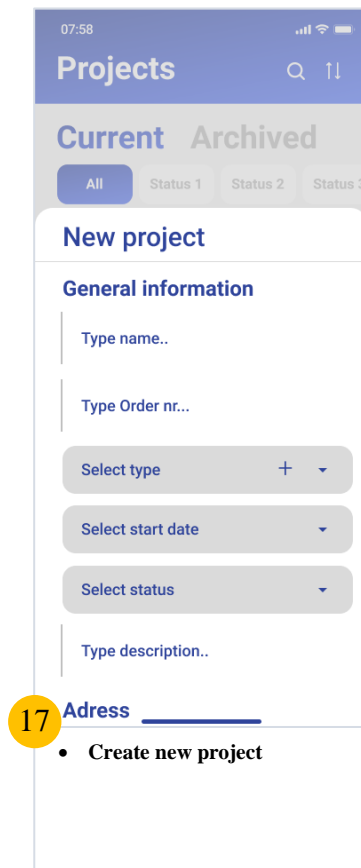 07:58
Projects
Current Archived
All Status 1 Status 2 Status 3
New project
General information
Type name..
Type Order nr...
Select type
Select start date
Select status
Type description..
Adress
17
• Create new project